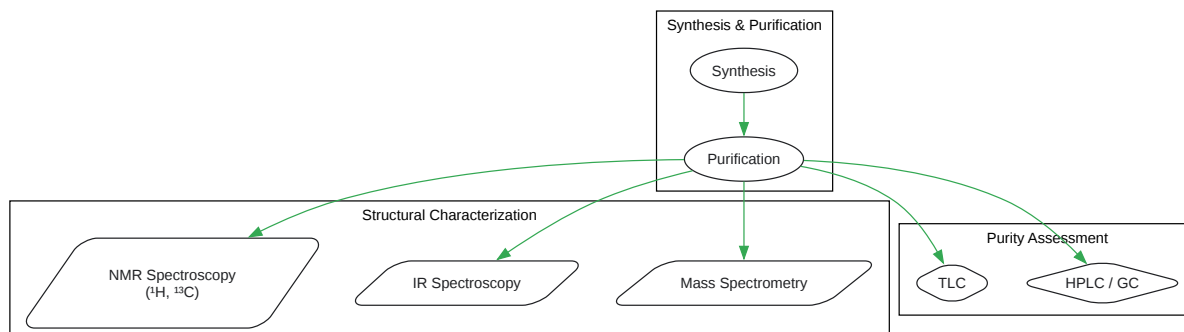 Synthesis & Purification
Synthesis
Purification
Structural Characterization
NMR Spectroscopy
(¹H, ¹³C)
IR Spectroscopy
Mass Spectrometry
Purity Assessment
TLC
HPLC / GC